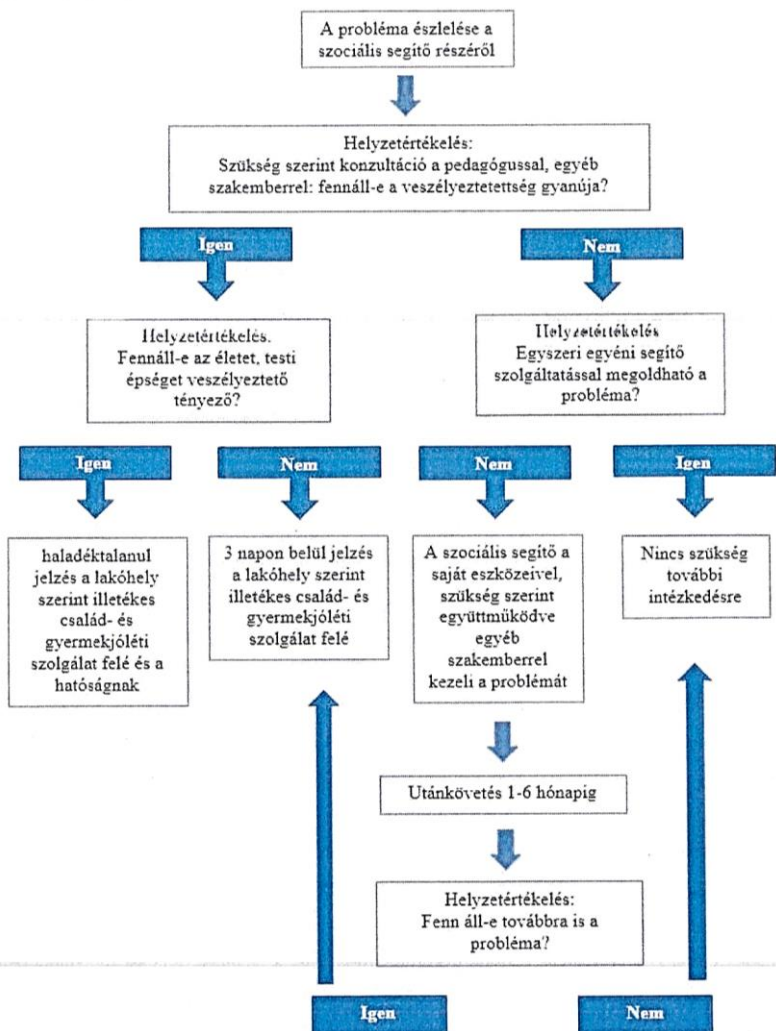 A probléma észlelése a
szociális segítő részéről
Helyzetértékelés:
Szükség szerint konzultáció a pedagógussal, egyéb
szakemberrel: fennáll-e a veszélyeztetettség gyanúja?
Igen
Nem
Helyzetértékelés.
Fennáll-e az életet, testi
épséget veszélyeztető
tényező?
Helyzetértékelés
Egyszeri egyéni segítő
szolgáltatással megoldható a
probléma?
Igen
Nem
Nem
Igen
haladéktalanul
jelzés a lakóhely
szerint illetékes
család- és
gyermekjóléti
szolgálat felé és a
hatóságnak
3 napon belül jelzés
a lakóhely szerint
illetékes család- és
gyermekjóléti
szolgálat felé
A szociális segítő a
saját eszközeivel,
szükség szerint
együttműködve
egyéb
szakemberrel
kezeli a problémát
Nincs szükség
további
intézkedésre
Utánkövetés 1-6 hónapig
Helyzetértékelés:
Fenn áll-e továbbra is a
probléma?
Igen
Nem